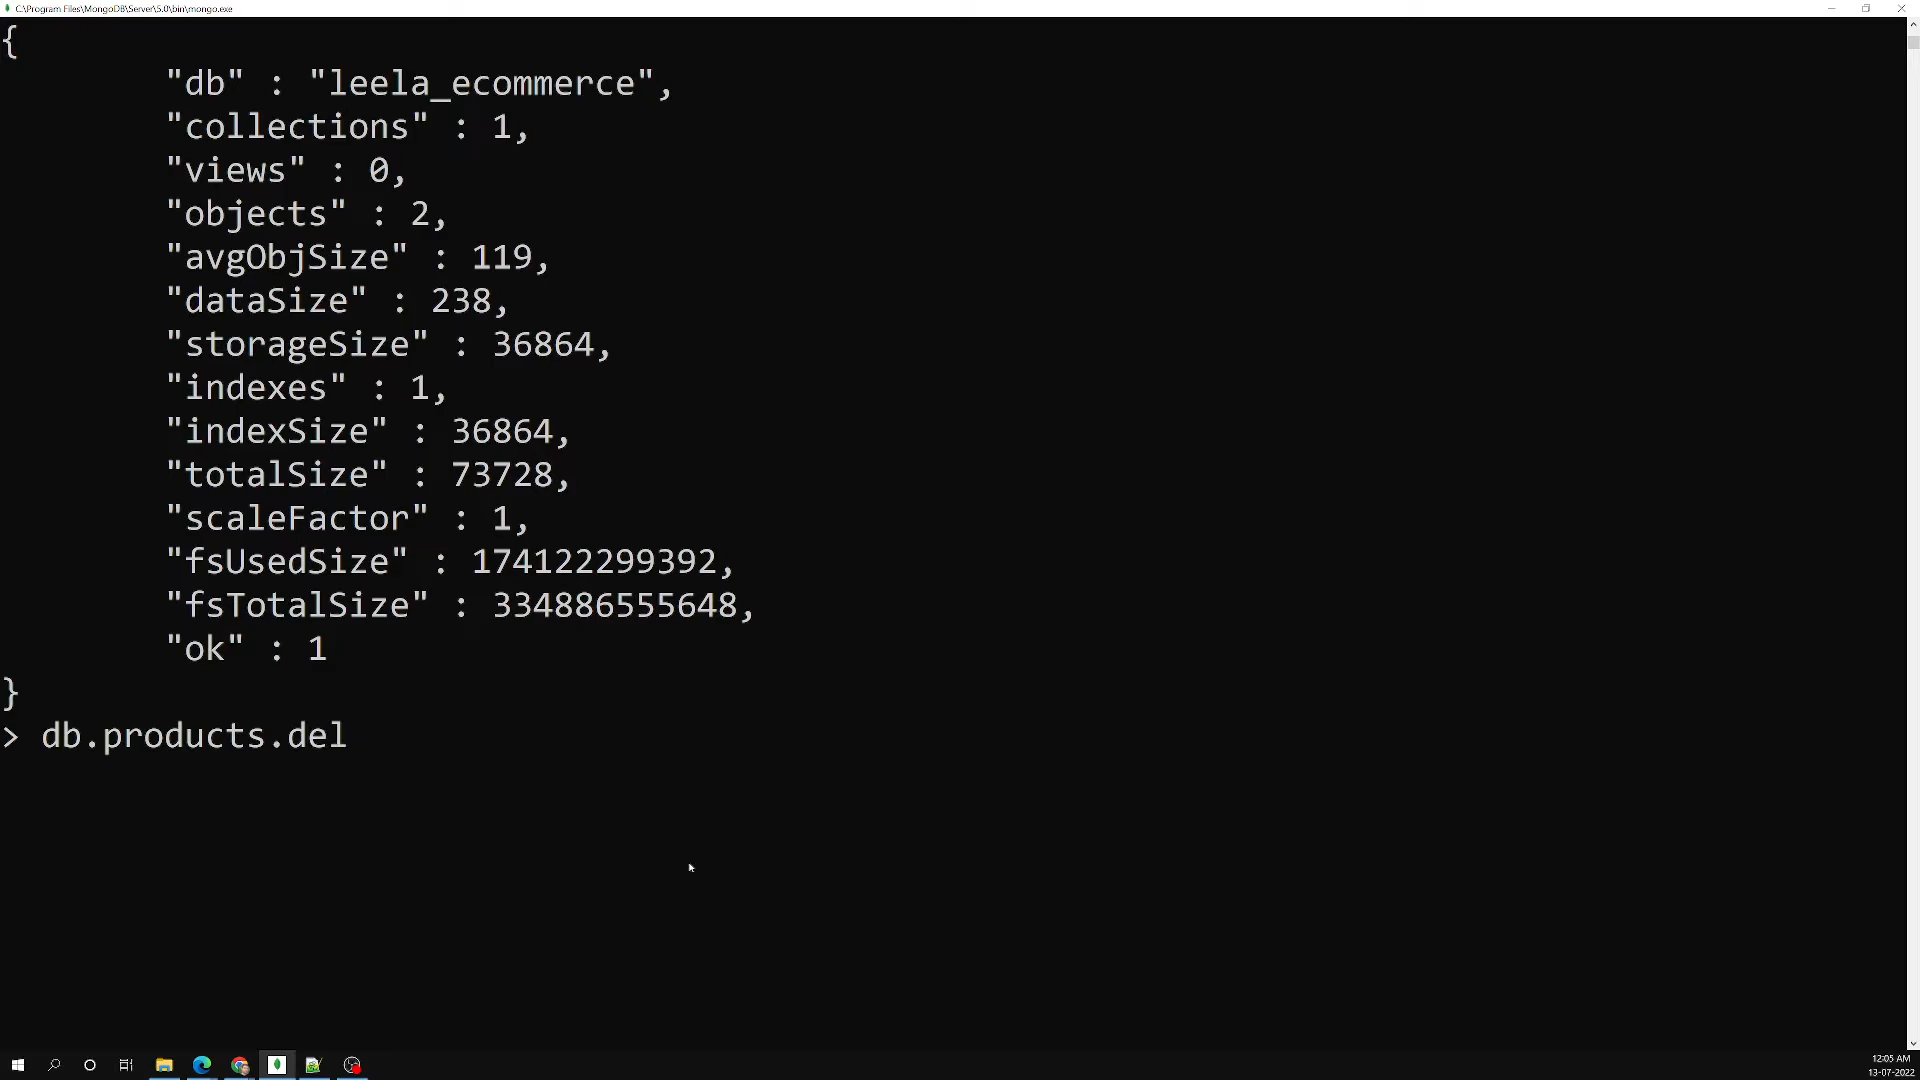 C:\Program Files\MongoDB\Server\5.0\bin\mongo.exe
{
"db" : "leela_ecommerce",
"collections" : 1,
"views" : 0,
"objects" : 2,
"avgObjSize" : 119,
"dataSize" : 238,
"storageSize" : 36864,
"indexes" : 1,
"indexSize" : 36864,
"totalSize" : 73728,
"scaleFactor" : 1,
"fsUsedSize" : 174122299392,
"fsTotalSize" : 334886555648,
"ok" : 1
}
> db.products.del
12:05 AM
13-07-2022